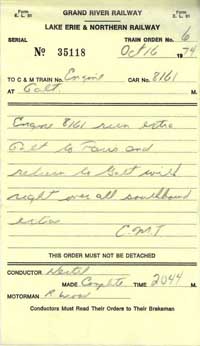 Form E. L. 91
GRAND RIVER RAILWAY
Form E. L. 91
LAKE ERIE & NORTHERN RAILWAY
SERIAL
TRAIN ORDER No. 6
No 35118
Oct 16 1974
TO C & M TRAIN No. Engine CAR No. 8161
AT Galt M.
Engine 8161 run extra
Galt to Paris and
return to Galt with
right over all southbound
extras
C.M.T
THIS ORDER MUST NOT BE DETACHED
CONDUCTOR
MADE Complete TIME 2044 M.
MOTORMAN
Conductors Must Read Their Orders to Their Brakeman